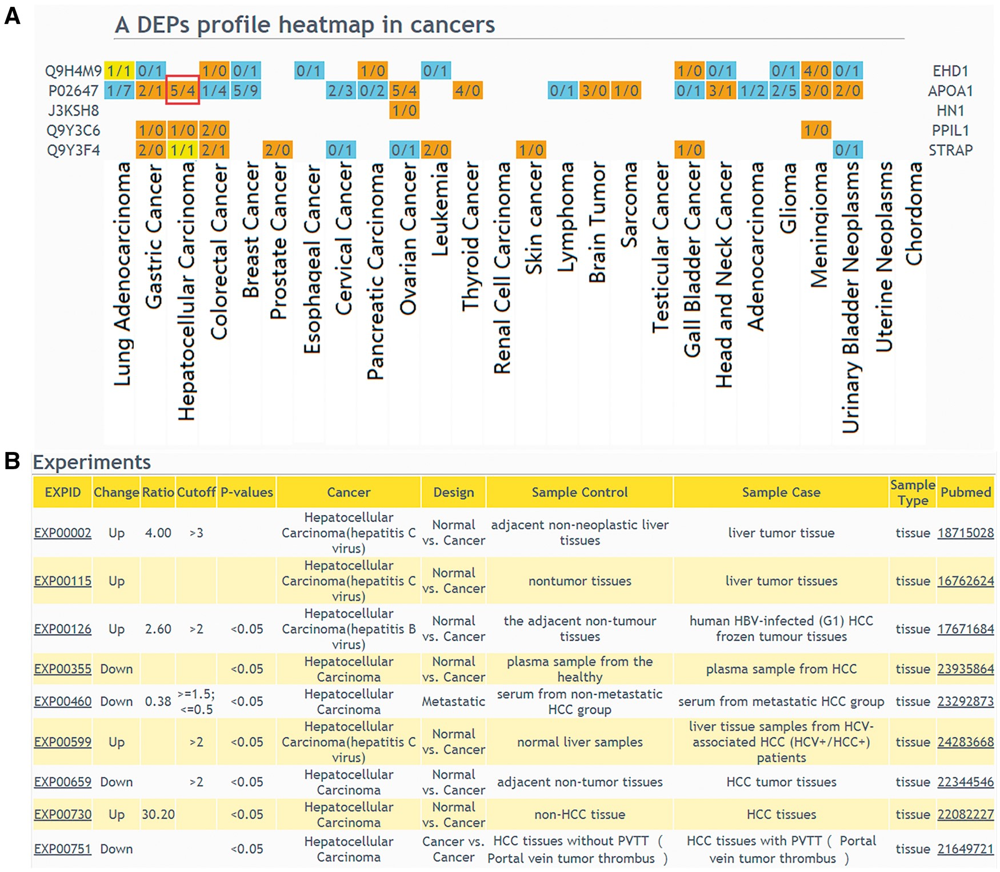 A
A DEPs profile heatmap in cancers
Q9H4M9 1/1 0/1 1/0 0/1 0/1 1/0 0/1 1/0 0/1 0/1 4/0 0/1 EHD1
P02647 1/7 2/1 5/4 1/4 5/9 2/3 0/2 5/4 4/0 0/1 3/0 1/0 0/1 3/1 1/2 2/5 3/0 2/0 APOA1
J3KSH8 1/0 HN1
Q9Y3C6 1/0 1/0 2/0 1/0 PPIL1
Q9Y3F4 2/0 1/1 2/1 2/0 0/1 0/1 2/0 1/0 1/0 0/1 STRAP
Lung Adenocarcinoma
Gastric Cancer
Hepatocellular Carcinoma
Colorectal Cancer
Breast Cancer
Prostate Cancer
Esophageal Cancer
Cervical Cancer
Pancreatic Carcinoma
Ovarian Cancer
Leukemia
Thyroid Cancer
Renal Cell Carcinoma
Skin cancer
Lymphoma
Brain Tumor
Sarcoma
Testicular Cancer
Gall Bladder Cancer
Head and Neck Cancer
Adenocarcinoma
Glioma
Meningioma
Urinary Bladder Neoplasms
Uterine Neoplasms
Chordoma
B
Experiments
EXPID Change Ratio Cutoff P-values Cancer Design Sample Control Sample Case Sample Type Pubmed
EXP00002 Up 4.00 >3 Hepatocellular Carcinoma(hepatitis C virus) Normal vs. Cancer adjacent non-neoplastic liver tissues liver tumor tissue tissue 18715028
EXP00115 Up Hepatocellular Carcinoma(hepatitis C virus) Normal vs. Cancer nontumor tissues liver tumor tissues tissue 16762624
EXP00126 Up 2.60 >2 <0.05 Hepatocellular Carcinoma(hepatitis B virus) Normal vs. Cancer the adjacent non-tumour tissues human HBV-infected (G1) HCC frozen tumour tissues tissue 17671684
EXP00355 Down <0.05 Hepatocellular Carcinoma Normal vs. Cancer plasma sample from the healthy plasma sample from HCC tissue 23935864
EXP00460 Down 0.38 >=1.5; <=0.5 <0.05 Hepatocellular Carcinoma Metastatic serum from non-metastatic HCC group serum from metastatic HCC group tissue 23292873
EXP00599 Up >2 <0.05 Hepatocellular Carcinoma(hepatitis C virus) Normal vs. Cancer normal liver samples liver tissue samples from HCV-associated HCC (HCV+/HCC+) patients tissue 24283668
EXP00659 Down >2 <0.05 Hepatocellular Carcinoma Normal vs. Cancer adjacent non-tumor tissues HCC tumor tissues tissue 22344546
EXP00730 Up 30.20 <0.05 Hepatocellular Carcinoma Normal vs. Cancer non-HCC tissue HCC tissues tissue 22082227
EXP00751 Down <0.05 Hepatocellular Carcinoma Cancer vs. Cancer HCC tissues without PVTT ( Portal vein tumor thrombus ) HCC tissues with PVTT ( Portal vein tumor thrombus ) tissue 21649721